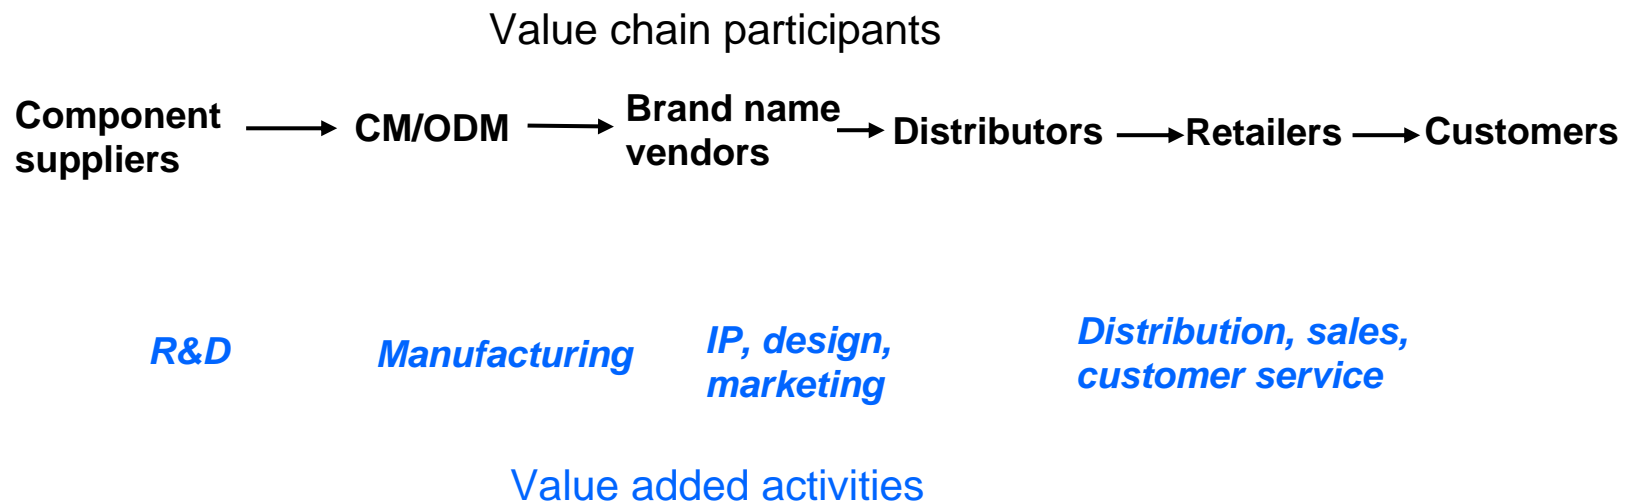 Value chain participants
Component
suppliers
CM/ODM
Brand name
vendors
Distributors
Retailers
Customers
R&D
Manufacturing
IP, design,
marketing
Distribution, sales,
customer service
Value added activities